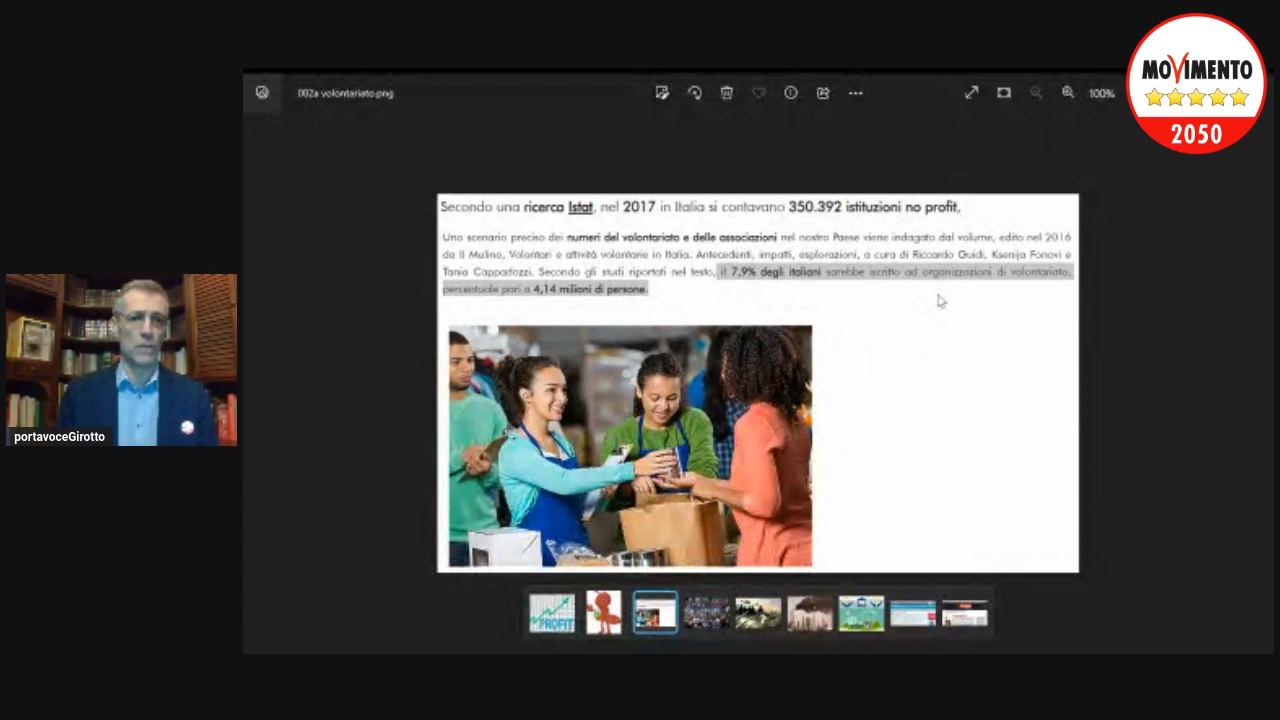 MOVIMENTO
2050
002a volontariato.png
100%
Secondo una ricerca Istat, nel 2017 in Italia si contavano 350.392 istituzioni no profit.
Uno scenario preciso dei numeri del volontariato e delle associazioni nel nostro Paese viene indagato dal volume, edito nel 2016
da Il Mulino, Volontari e attività volontarie in Italia. Antecedenti, impatti, esplorazioni, a cura di Riccardo Guidi, Ksenija Fonovi e
Tania Cappadozzi. Secondo gli studi riportati nel testo, il 7,9% degli italiani sarebbe iscritto ad organizzazioni di volontariato,
percentuale pari a 4,14 milioni di persone.
portavoceGirotto
PROFIT